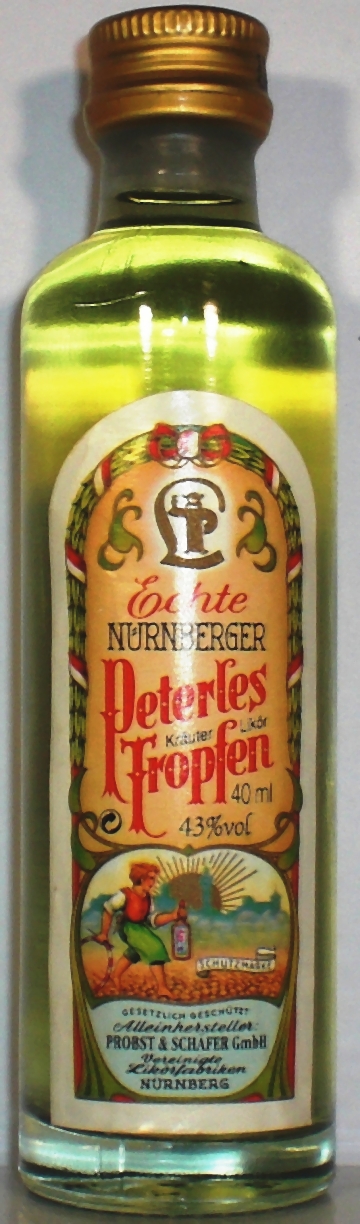 Echte
NÜRNBERGER
Peterles
Kräuter Likör
Tropfen
40 ml
43%vol
SCHUTZMARKE
GESETZLICH GESCHÜTZT
Alleinhersteller:
PROBST & SCHÄFER GmbH
Vereinigte
Likörfabriken
NÜRNBERG